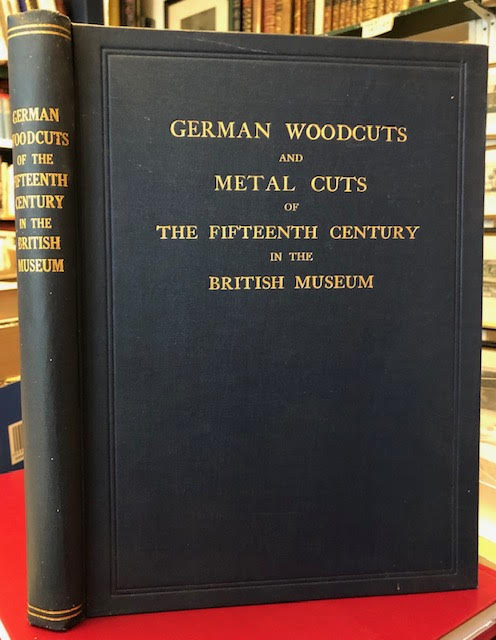 GERMAN
WOODCUTS
OF THE
FIFTEENTH
CENTURY
IN THE
BRITISH
MUSEUM
GERMAN WOODCUTS
AND
METAL CUTS
OF
THE FIFTEENTH CENTURY
IN THE
BRITISH MUSEUM